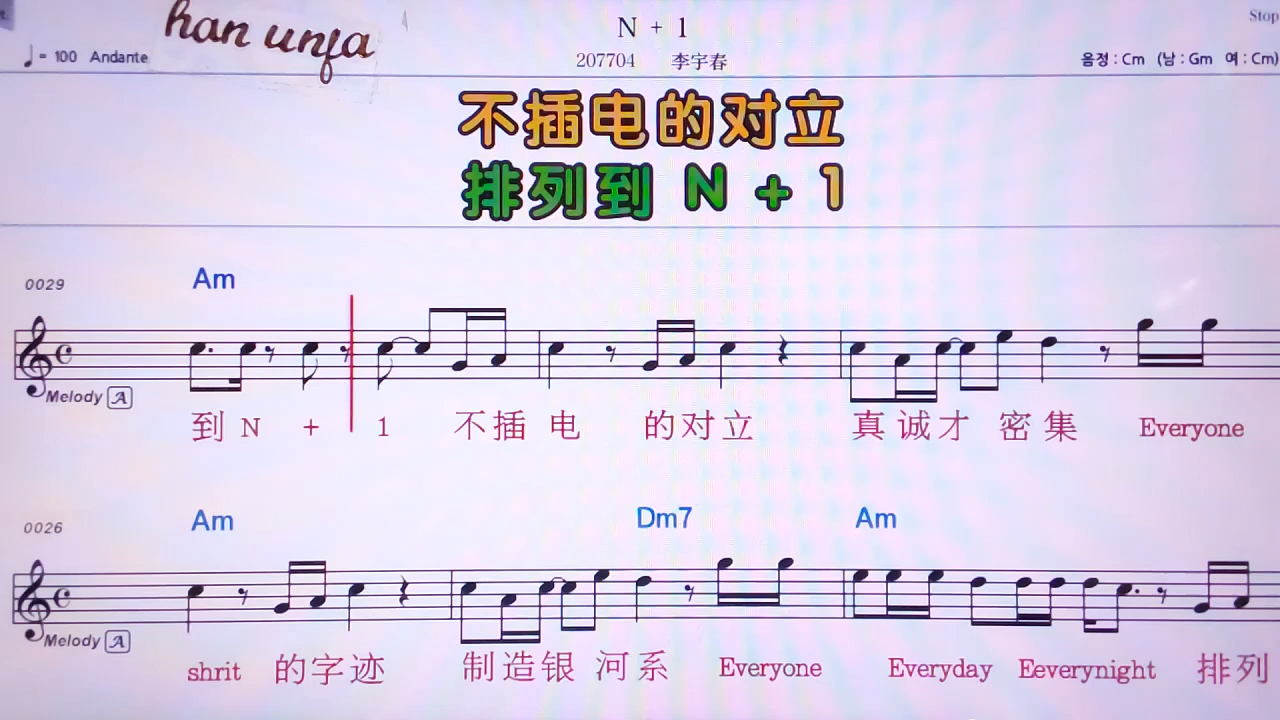 han unfa
N + 1
Stop
♩= 100 Andante
207704 李宇春
음정 : Cm (남 : Gm 여 : Cm)
不插电的对立
排列到 N + 1
0029 Am
Melody A
到 N + 1 不插 电 的对立 真诚才 密集 Everyone
0026 Am Dm7 Am
Melody A
shrit 的字迹 制造银 河系 Everyone Everyday Eeverynight 排列